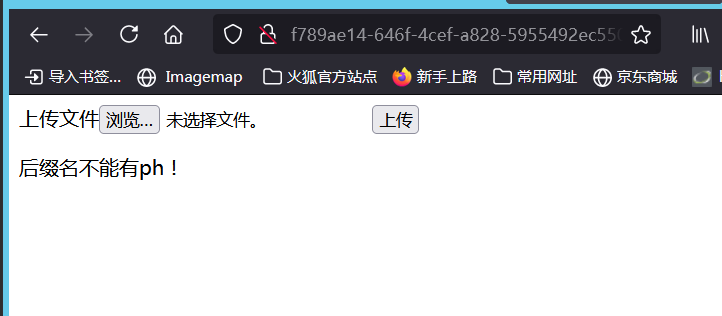 f789ae14-646f-4cef-a828-5955492ec55
导入书签... Imagemap 火狐官方站点 新手上路 常用网址 京东商城
上传文件 浏览... 未选择文件。 上传
后缀名不能有ph！